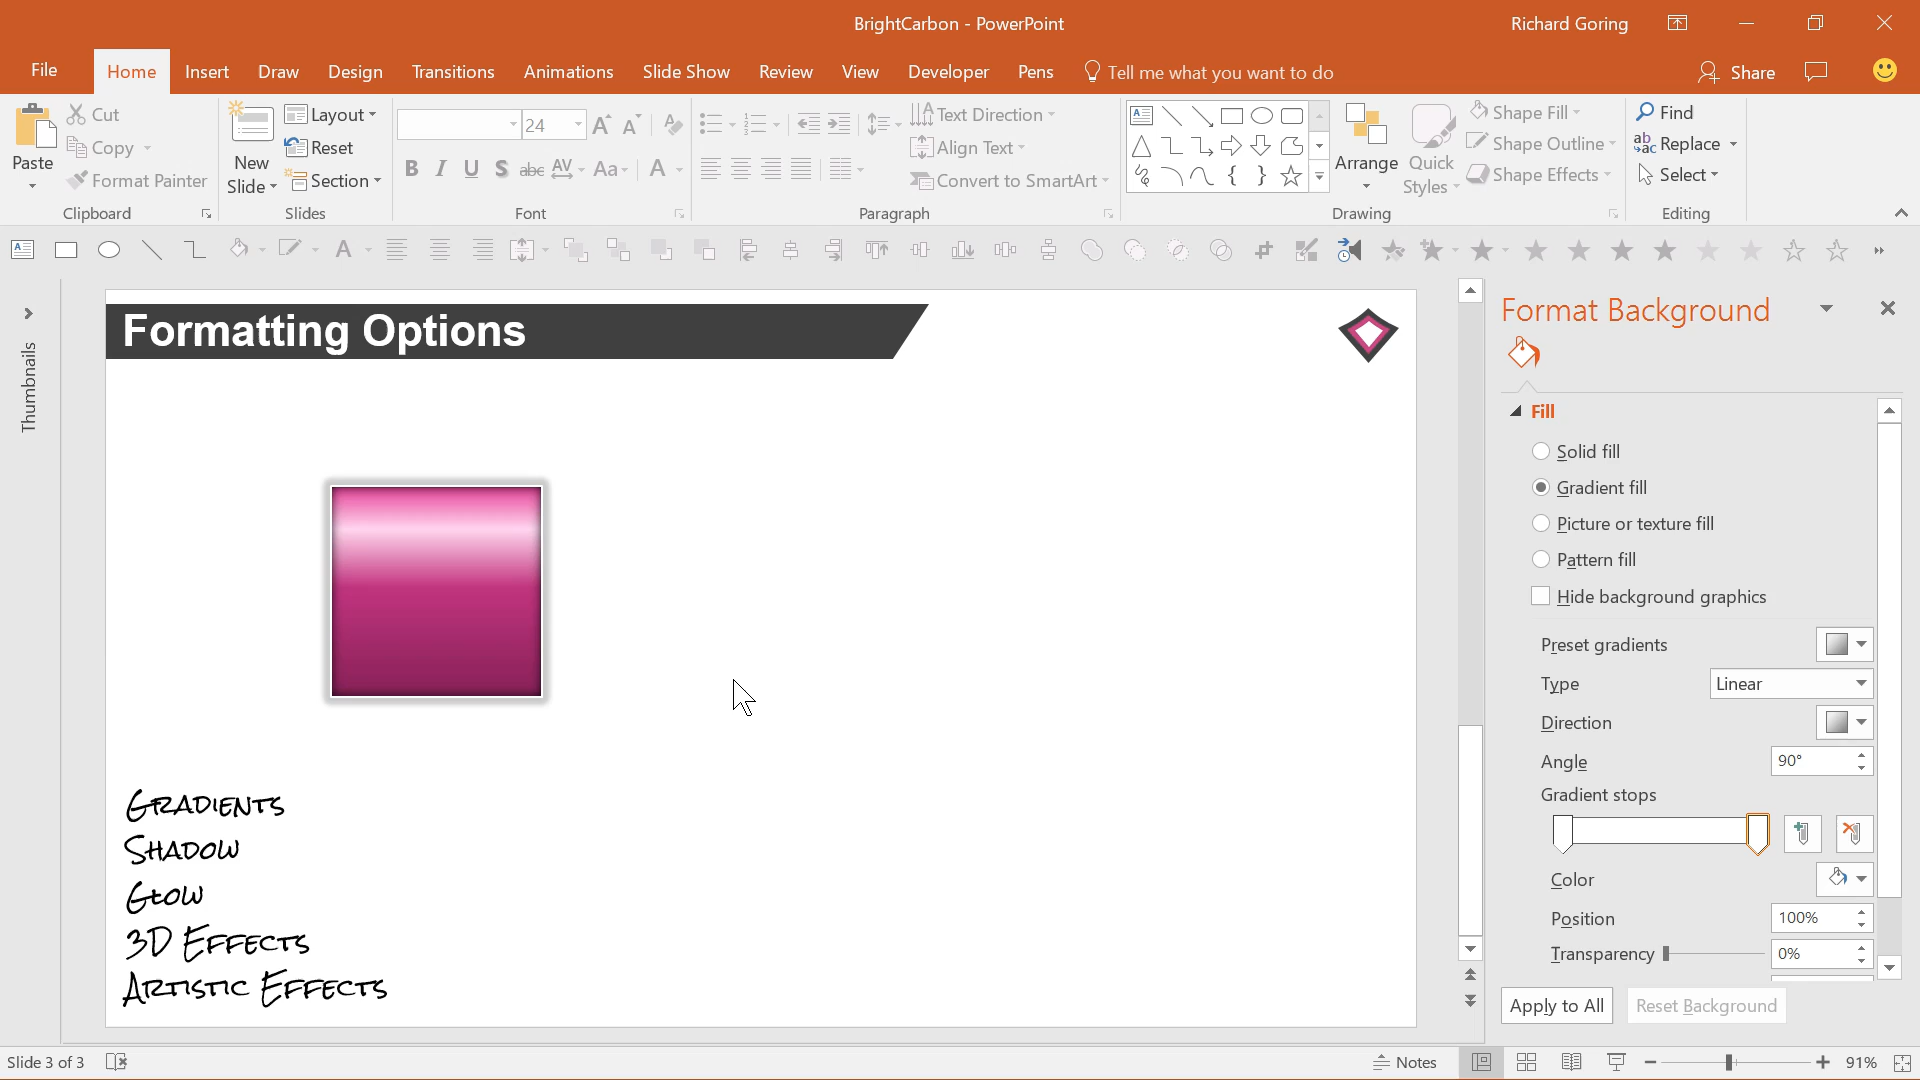 BrightCarbon - PowerPoint
Richard Goring
File Home Insert Draw Design Transitions Animations Slide Show Review View Developer Pens Tell me what you want to do
Share
Paste
Cut
Copy
Format Painter
Clipboard
New Slide
Layout
Reset
Section
Slides
24
B I U S abc AV Aa A
Font
Text Direction
Align Text
Convert to SmartArt
Paragraph
Arrange
Quick Styles
Shape Fill
Shape Outline
Shape Effects
Drawing
Find
Replace
Select
Editing
Thumbnails
Formatting Options
Gradients
Shadow
Glow
3D Effects
Artistic Effects
Format Background
Fill
Solid fill
Gradient fill
Picture or texture fill
Pattern fill
Hide background graphics
Preset gradients
Type Linear
Direction
Angle 90°
Gradient stops
Color
Position 100%
Transparency 0%
Apply to All Reset Background
Slide 3 of 3
Notes
91%